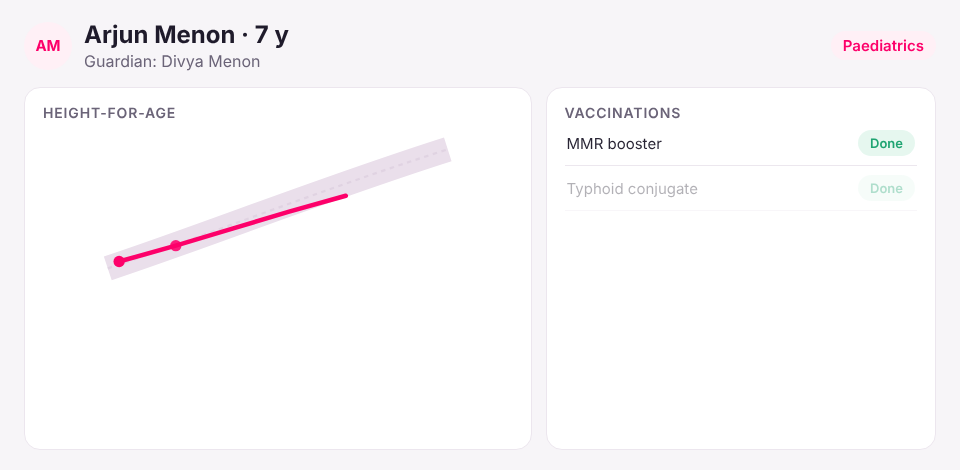 AM
Arjun Menon · 7 y
Guardian: Divya Menon
Paediatrics
HEIGHT-FOR-AGE
VACCINATIONS
MMR booster
Done
Typhoid conjugate
Done